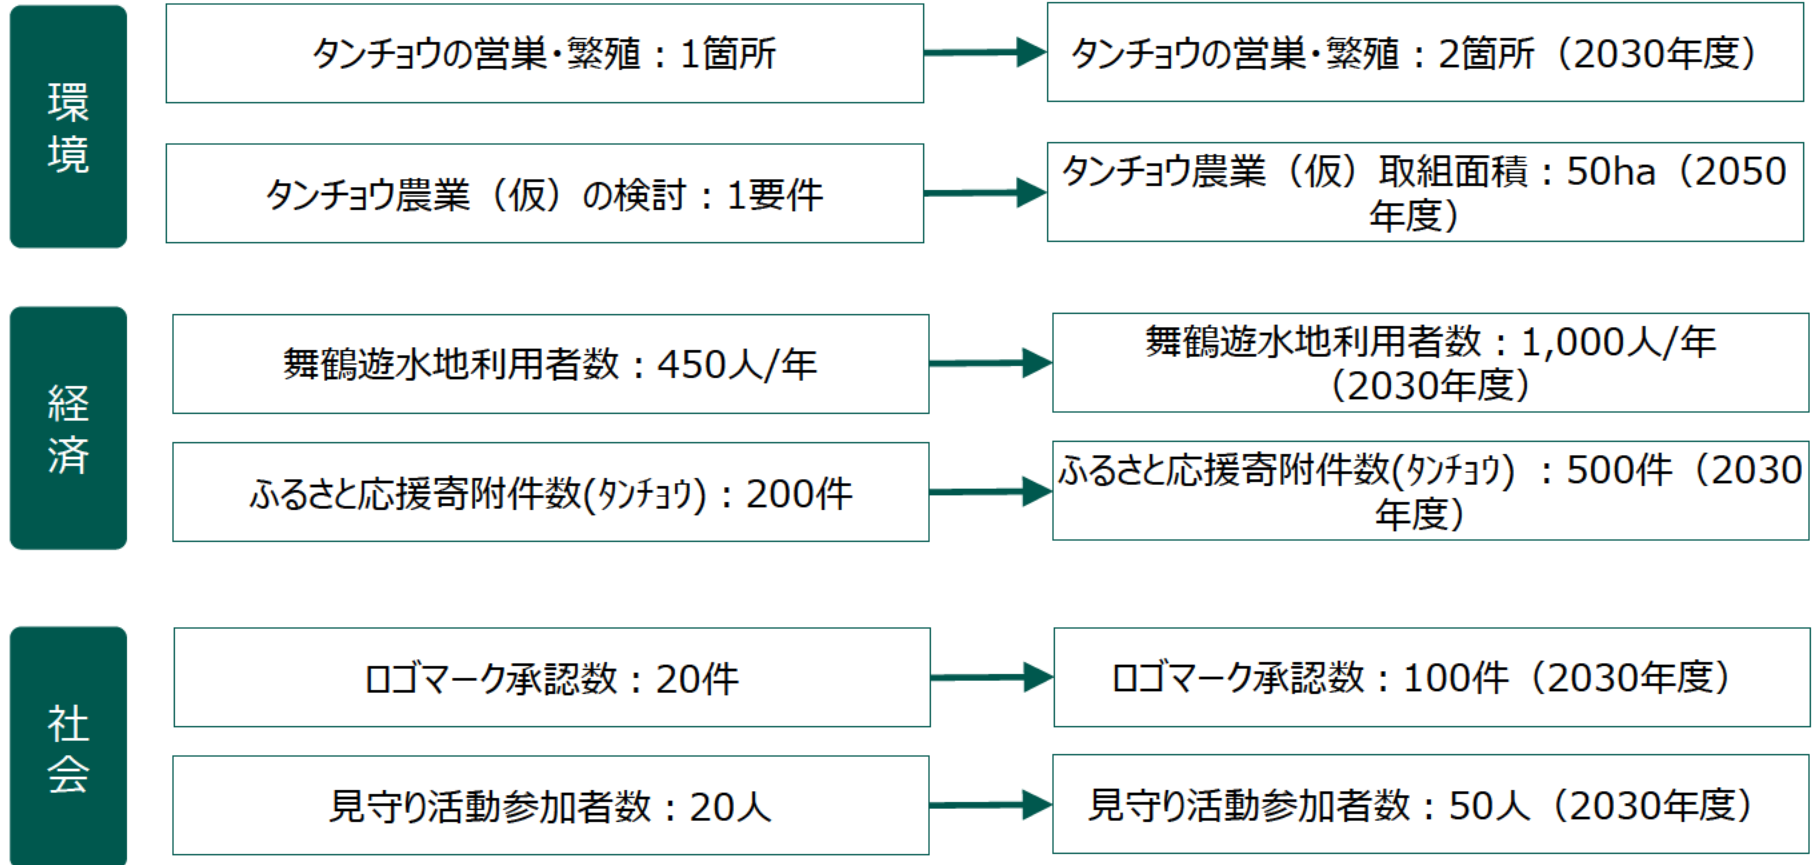 環境
タンチョウの営巣・繁殖：1箇所
タンチョウの営巣・繁殖：2箇所（2030年度）
タンチョウ農業（仮）の検討：1要件
タンチョウ農業（仮）取組面積：50ha（2050
年度）
経済
舞鶴遊水地利用者数：450人/年
舞鶴遊水地利用者数：1,000人/年
（2030年度）
ふるさと応援寄附件数(ﾀﾝﾁｮｳ)：200件
ふるさと応援寄附件数(ﾀﾝﾁｮｳ) ：500件（2030
年度）
社会
ロゴマーク承認数：20件
ロゴマーク承認数：100件（2030年度）
見守り活動参加者数：20人
見守り活動参加者数：50人（2030年度）